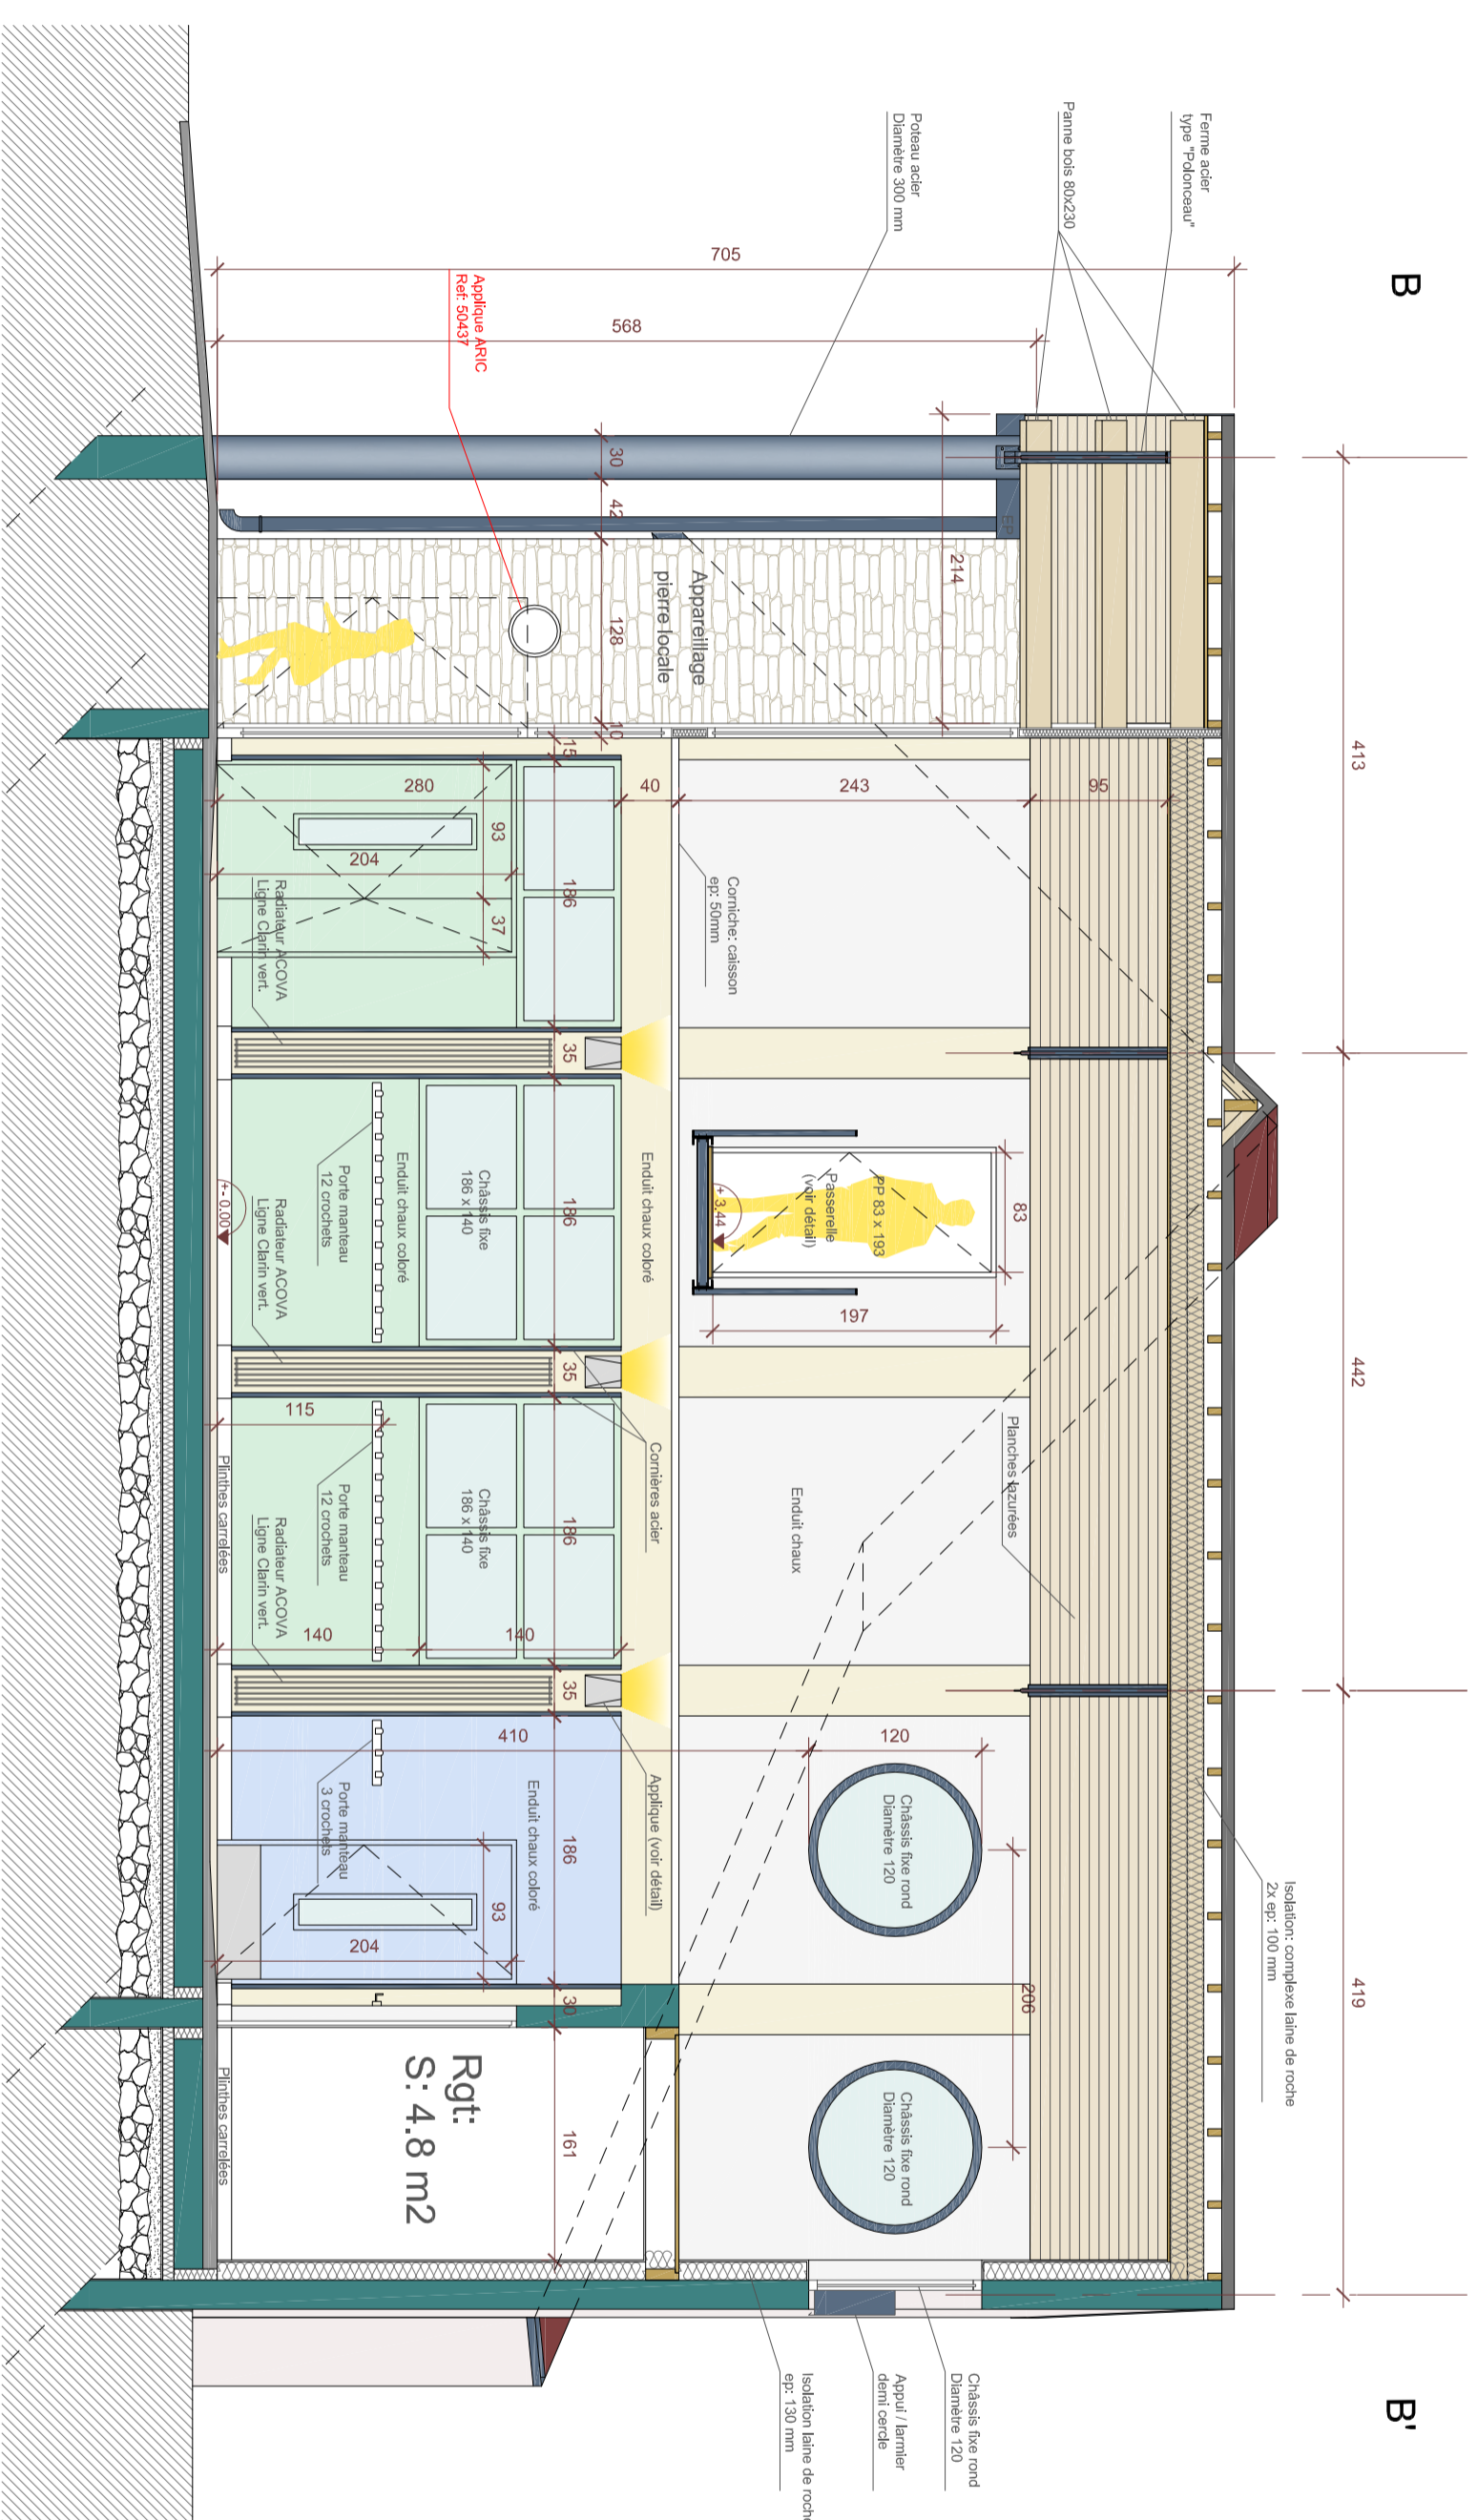 B
B'
413
442
419
Ferme acier
type "Polonceau"
Panne bois 80x230
Poteau acier
Diamètre 300 mm
705
568
Applique ARIC
Ref: 50437
Isolation: complexe laine de roche
2x ep: 100 mm
EP
214
30
42
128
10
Appareillage
pierre locale
95
243
40
280
15
93
37
204
186
Corniche: caisson
ep: 50mm
Radiateur ACOVA
Ligne Clarin vert.
35
83
PP 83 x 193
Passerelle
(voir détail)
+ 3.44
197
Enduit chaux coloré
Châssis fixe
186 x 140
186
Enduit chaux coloré
Porte manteau
12 crochets
Radiateur ACOVA
Ligne Clarin vert.
+- 0.00
35
Planches lazurées
Enduit chaux
Cornières acier
Châssis fixe
186 x 140
186
115
Porte manteau
12 crochets
Radiateur ACOVA
Ligne Clarin vert.
Plinthes carrelées
140
140
35
410
120
Châssis fixe rond
Diamètre 120
206
Châssis fixe rond
Diamètre 120
Applique (voir détail)
Enduit chaux coloré
186
Porte manteau
3 crochets
93
204
30
Rgt:
S: 4.8 m2
161
Plinthes carrelées
Châssis fixe rond
Diamètre 120
Appui / larmier
demi cercle
Isolation laine de roche
ep: 130 mm